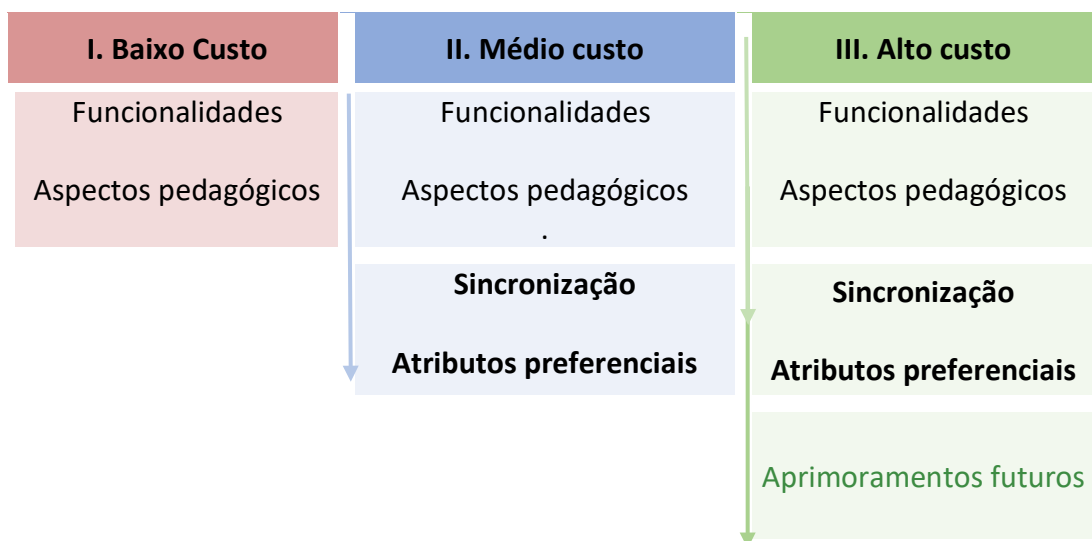 I. Baixo Custo
Funcionalidades
Aspectos pedagógicos
II. Médio custo
Funcionalidades
Aspectos pedagógicos
.
Sincronização
Atributos preferenciais
III. Alto custo
Funcionalidades
Aspectos pedagógicos
Sincronização
Atributos preferenciais
Aprimoramentos futuros